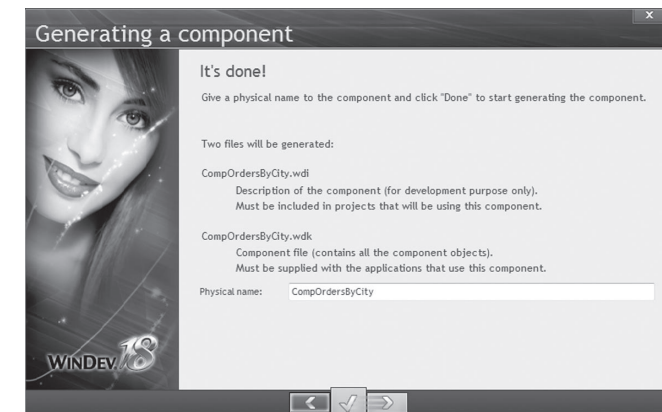 x
Generating a component
It's done!
Give a physical name to the component and click "Done" to start generating the component.
Two files will be generated:
CompOrdersByCity.wdi
Description of the component (for development purpose only).
Must be included in projects that will be using this component.
CompOrdersByCity.wdk
Component file (contains all the component objects).
Must be supplied with the applications that use this component.
Physical name: CompOrdersByCity
WINDEV 18